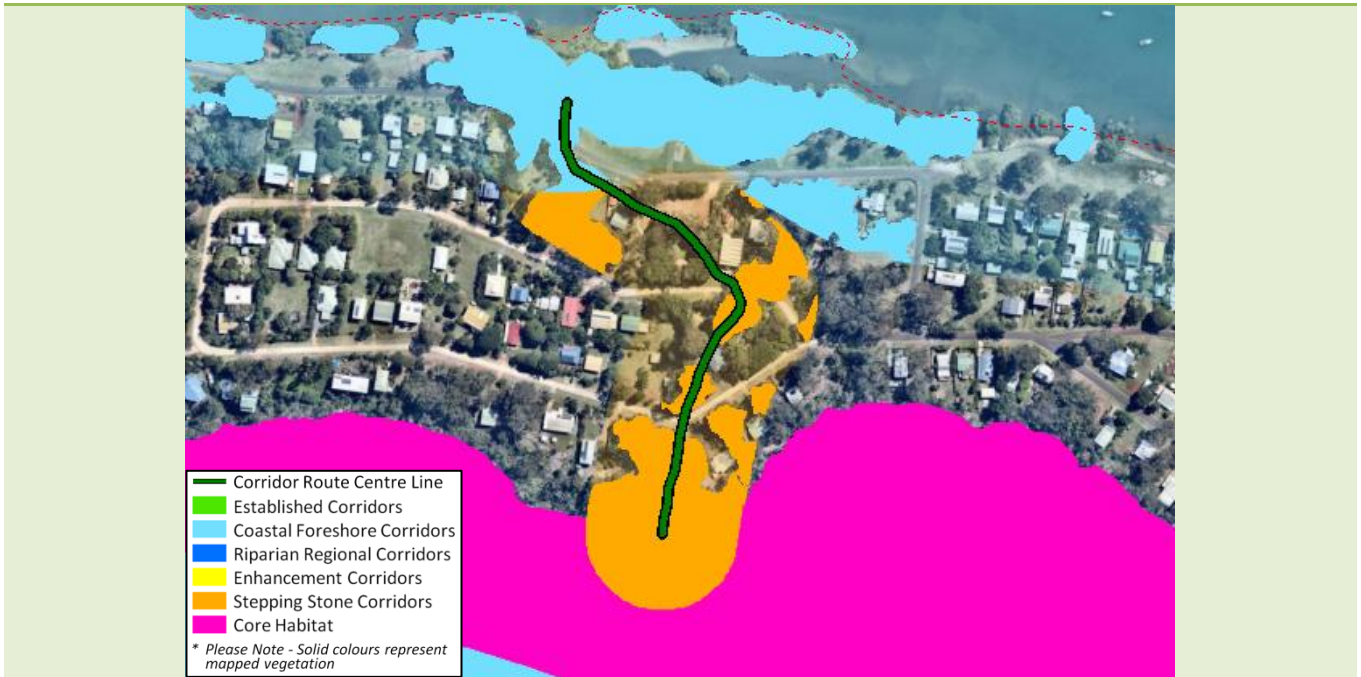 Corridor Route Centre Line
Established Corridors
Coastal Foreshore Corridors
Riparian Regional Corridors
Enhancement Corridors
Stepping Stone Corridors
Core Habitat
* Please Note - Solid colours represent
mapped vegetation